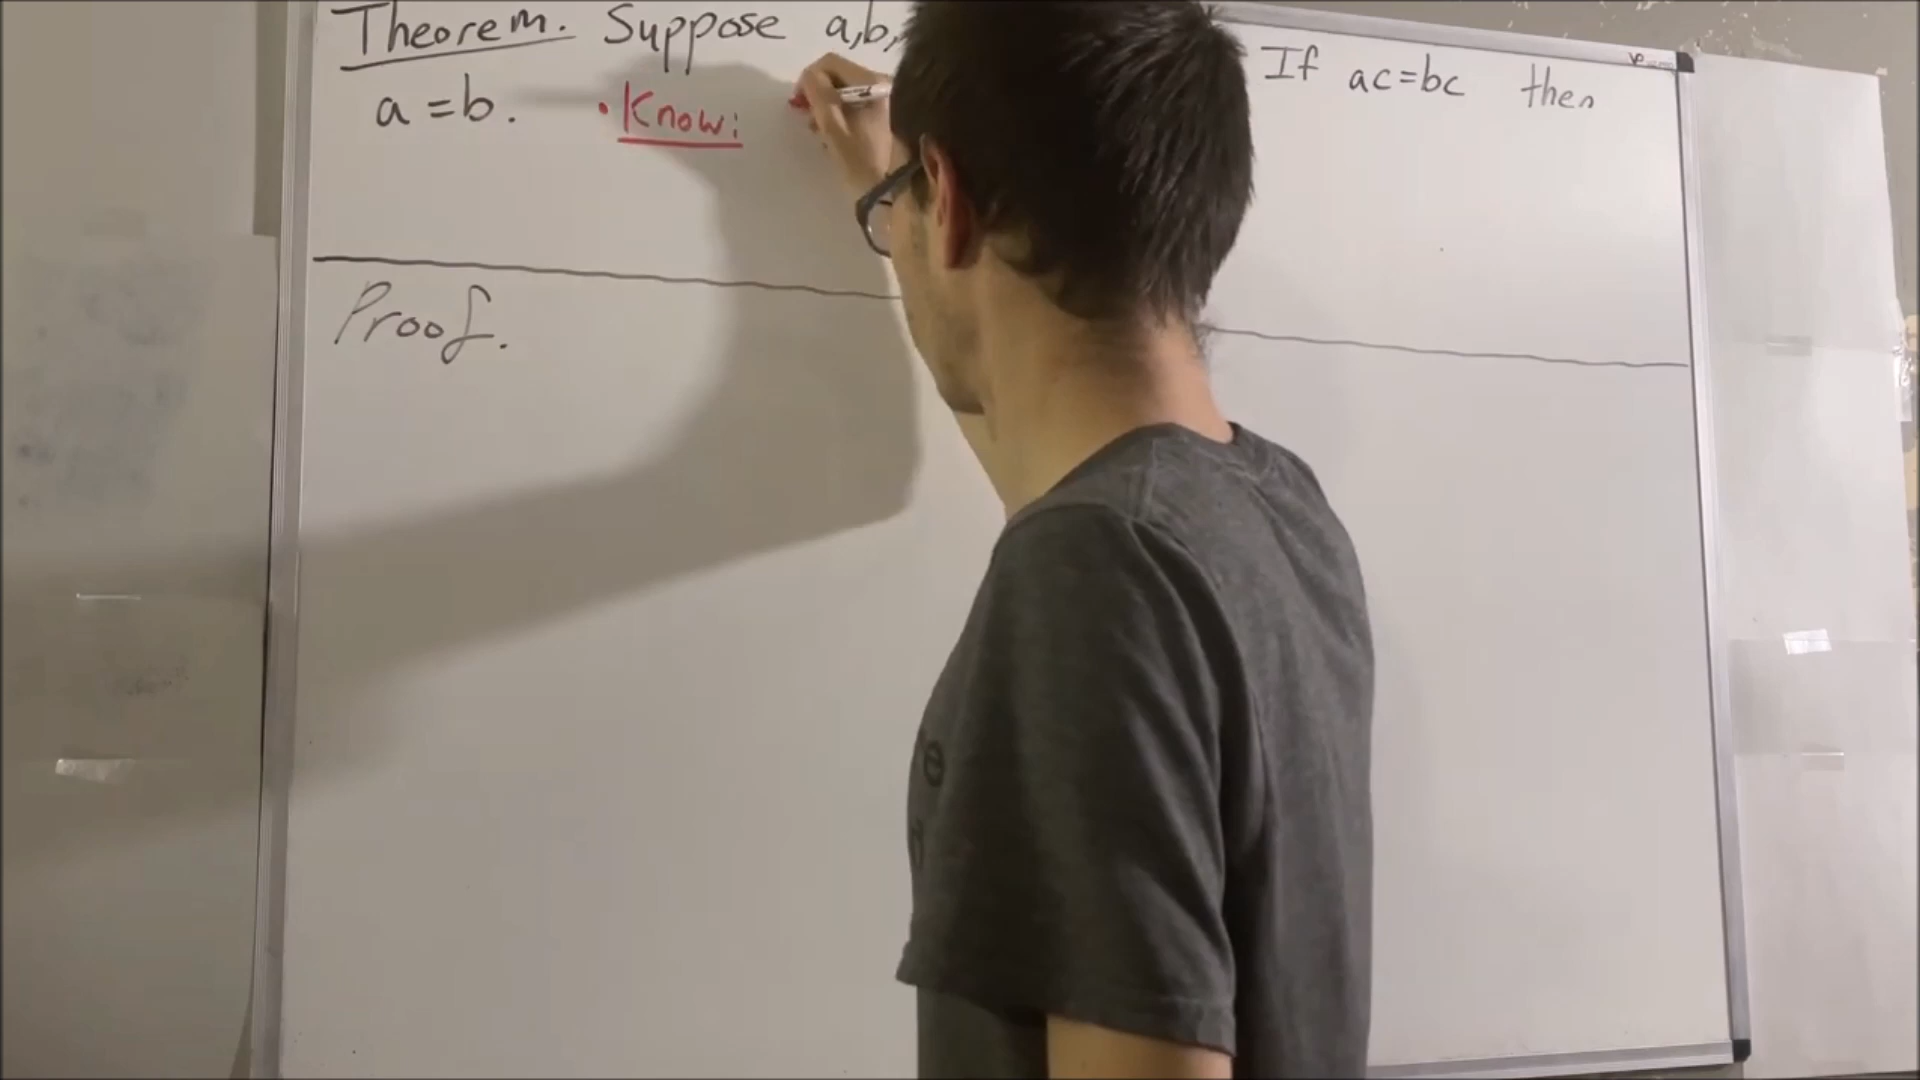 Theorem. Suppose a,b, If ac=bc then
a=b. • Know:
Proof.